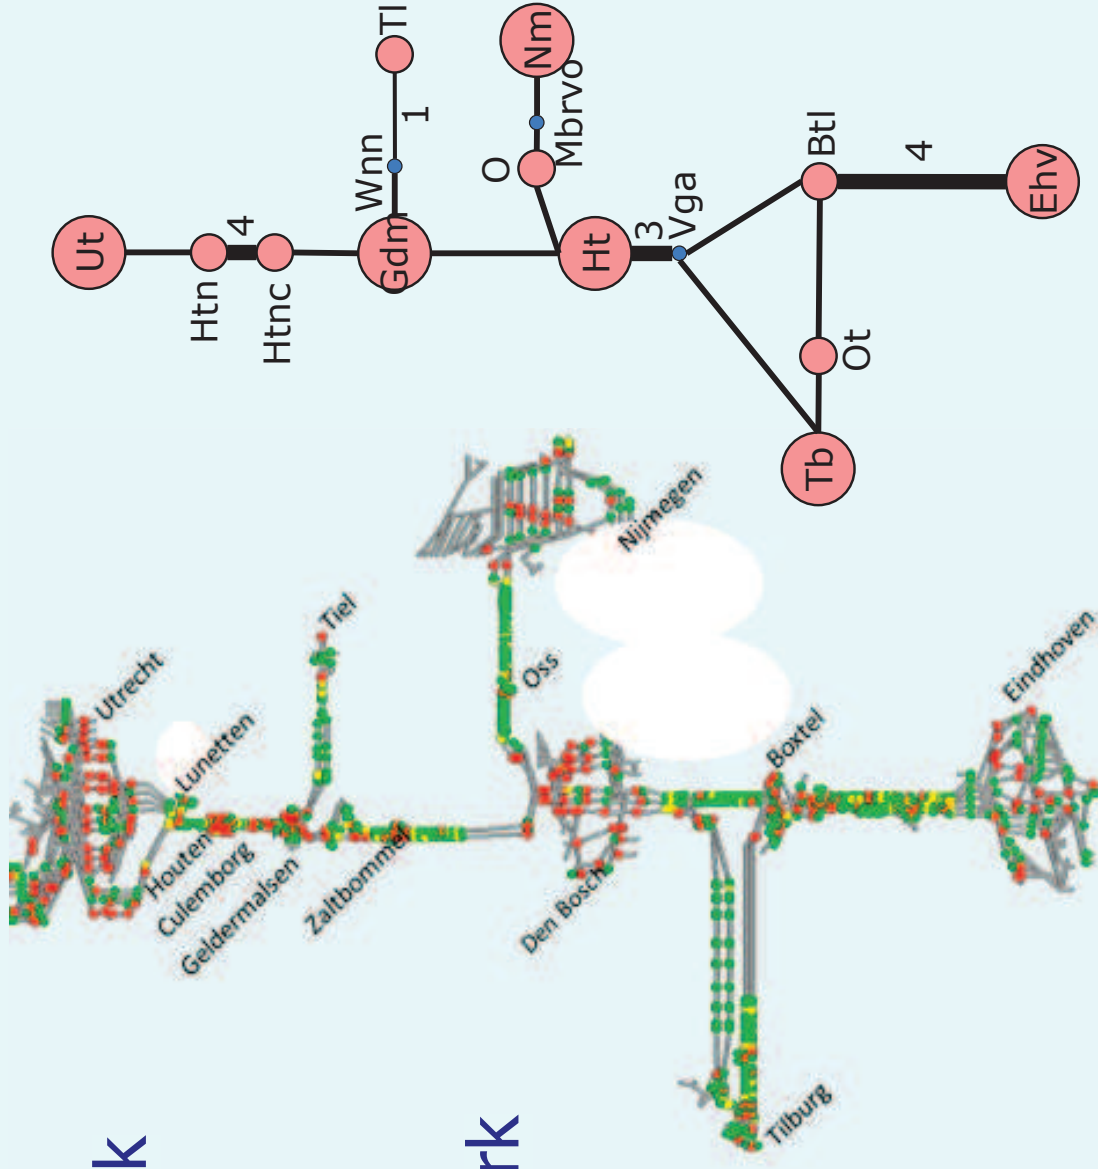 Utrecht
Lunetten
Houten
Culemborg
Geldermalsen
Tiel
Zaltbommel
Oss
Nijmegen
Den Bosch
Boxtel
Tilburg
Eindhoven
k
rk
Ut
Htn
4
Htnc
Gdm
Wnn
1
Tl
O
Mbrvo
Nm
Ht
3
Vga
Btl
4
Ot
Tb
Ehv